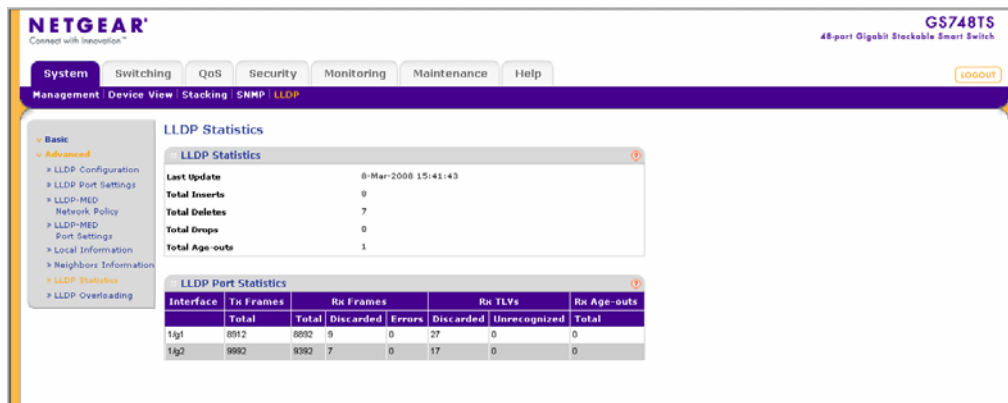 NETGEAR
Connect with Innovation™
GS748TS
48-port Gigabit Stackable Smart Switch
System Switching QoS Security Monitoring Maintenance Help
LOGOUT
Management Device View Stacking SNMP LLDP
Basic
Advanced
» LLDP Configuration
» LLDP Port Settings
» LLDP-MED
Network Policy
» LLDP-MED
Port Settings
» Local Information
» Neighbors Information
» LLDP Statistics
» LLDP Overloading
LLDP Statistics
LLDP Statistics
Last Update 8-Mar-2008 15:41:43
Total Inserts 0
Total Deletes 7
Total Drops 0
Total Age-outs 1
LLDP Port Statistics
Interface Tx Frames Rx Frames Rx TLVs Rx Age-outs
Total Total Discarded Errors Discarded Unrecognized Total
1/g1 8912 8892 9 0 27 0 0
1/g2 9992 9392 7 0 17 0 0